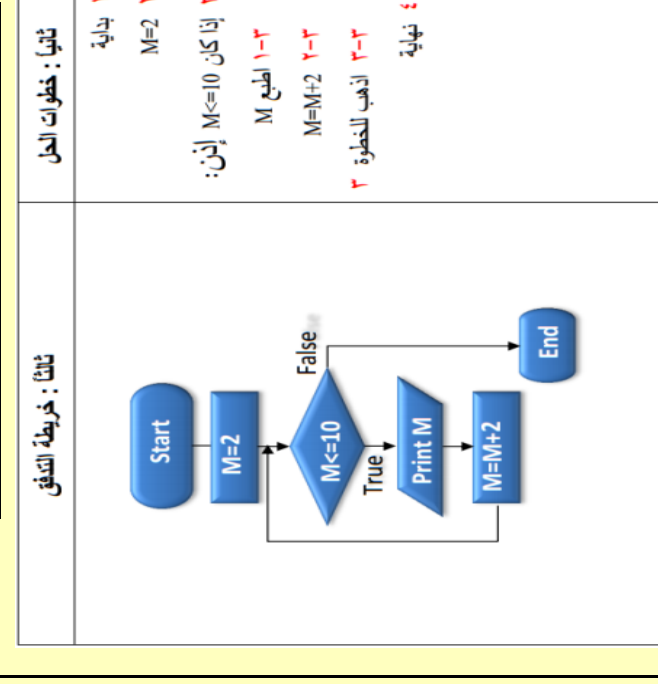 ثانياً : خطوات الحل
بداية
M=2
إذا كان M<=10 إذن:
٣-١ اطبع M
٣-٢ M=M+2
٣-٣ اذهب للخطوة ٣
٤ نهاية
ثالثاً : خريطة التدفق
Start
M=2
M<=10
False
True
Print M
M=M+2
End